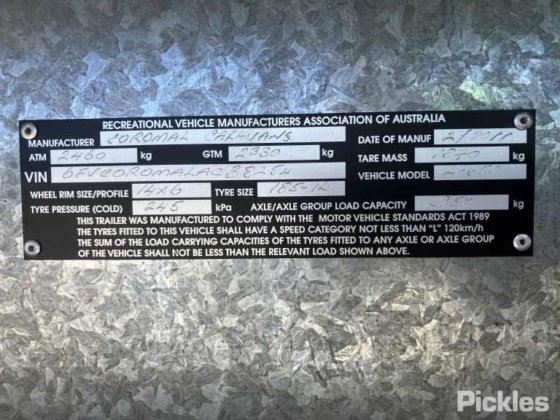 RECREATIONAL VEHICLE MANUFACTURERS ASSOCIATION OF AUSTRALIA
MANUFACTURER COROMAL CARAVANS DATE OF MANUF 2/2011
ATM 2460 kg GTM 2330 kg TARE MASS kg
VIN VEHICLE MODEL
WHEEL RIM SIZE/PROFILE 14x6 TYRE SIZE 185-14
TYRE PRESSURE (COLD) 245 kPa AXLE/AXLE GROUP LOAD CAPACITY kg
THIS TRAILER WAS MANUFACTURED TO COMPLY WITH THE MOTOR VEHICLE STANDARDS ACT 1989
THE TYRES FITTED TO THIS VEHICLE SHALL HAVE A SPEED CATEGORY NOT LESS THAN "L" 120km/h
THE SUM OF THE LOAD CARRYING CAPACITIES OF THE TYRES FITTED TO ANY AXLE OR AXLE GROUP
OF THE VEHICLE SHALL NOT BE LESS THAN THE RELEVANT LOAD SHOWN ABOVE.
Pickles